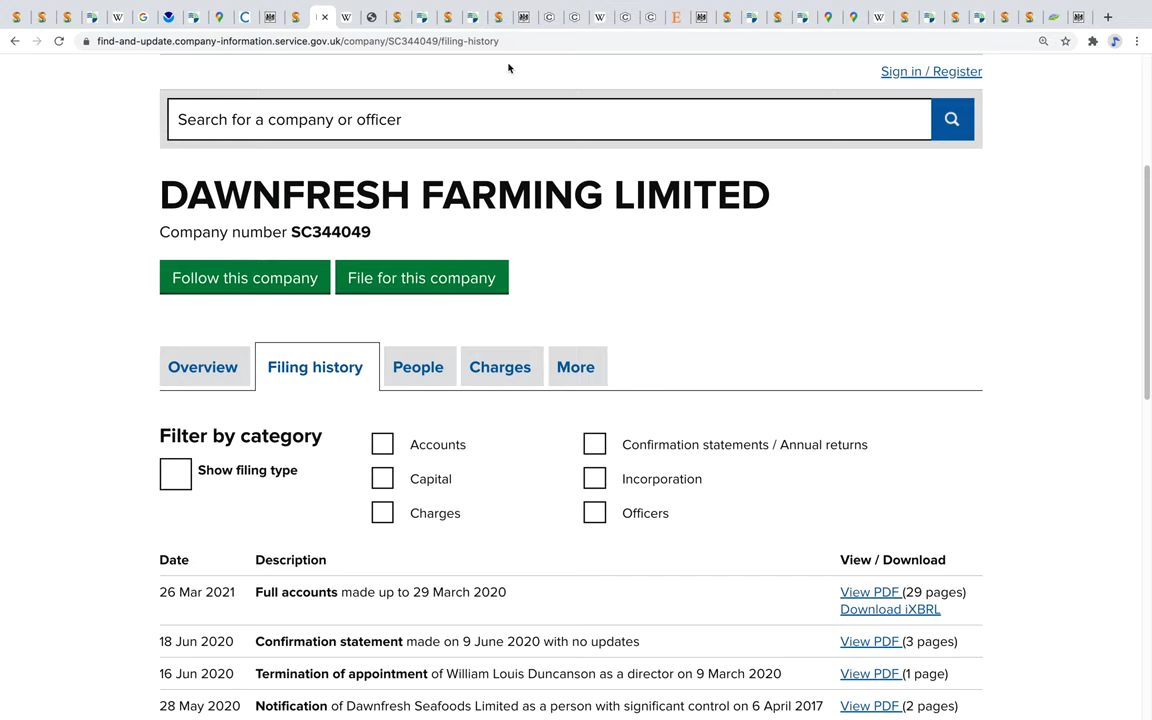 find-and-update.company-information.service.gov.uk/company/SC344049/filing-history
Sign in / Register
Search for a company or officer
DAWNFRESH FARMING LIMITED
Company number SC344049
Follow this company File for this company
Overview Filing history People Charges More
Filter by category
Show filing type
Accounts Confirmation statements / Annual returns
Capital Incorporation
Charges Officers
Date Description View / Download
26 Mar 2021 Full accounts made up to 29 March 2020 View PDF (29 pages)
Download iXBRL
18 Jun 2020 Confirmation statement made on 9 June 2020 with no updates View PDF (3 pages)
16 Jun 2020 Termination of appointment of William Louis Duncanson as a director on 9 March 2020 View PDF (1 page)
28 May 2020 Notification of Dawnfresh Seafoods Limited as a person with significant control on 6 April 2017 View PDF (2 pages)